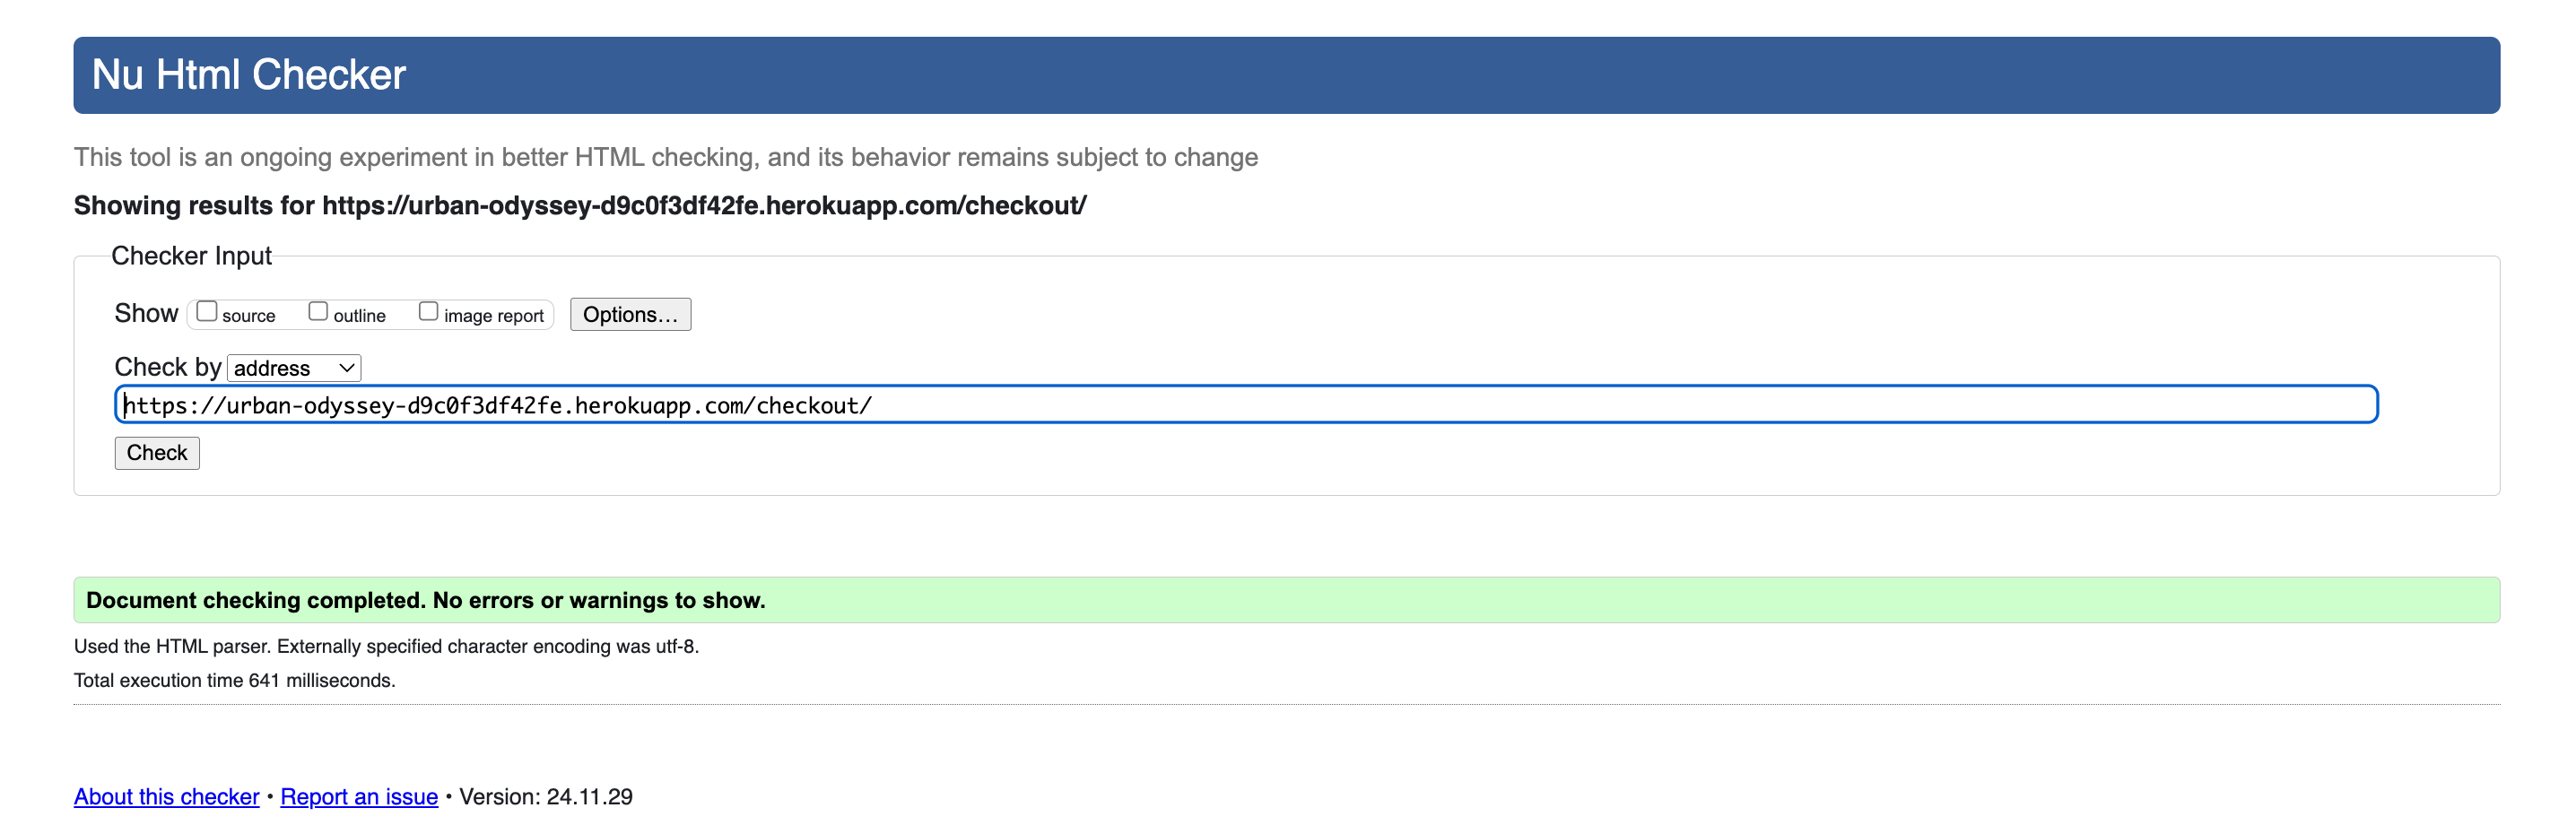 Nu Html Checker
This tool is an ongoing experiment in better HTML checking, and its behavior remains subject to change
Showing results for https://urban-odyssey-d9c0f3df42fe.herokuapp.com/checkout/
Checker Input
Show source outline image report Options…
Check by address
https://urban-odyssey-d9c0f3df42fe.herokuapp.com/checkout/
Check
Document checking completed. No errors or warnings to show.
Used the HTML parser. Externally specified character encoding was utf-8.
Total execution time 641 milliseconds.
About this checker • Report an issue • Version: 24.11.29